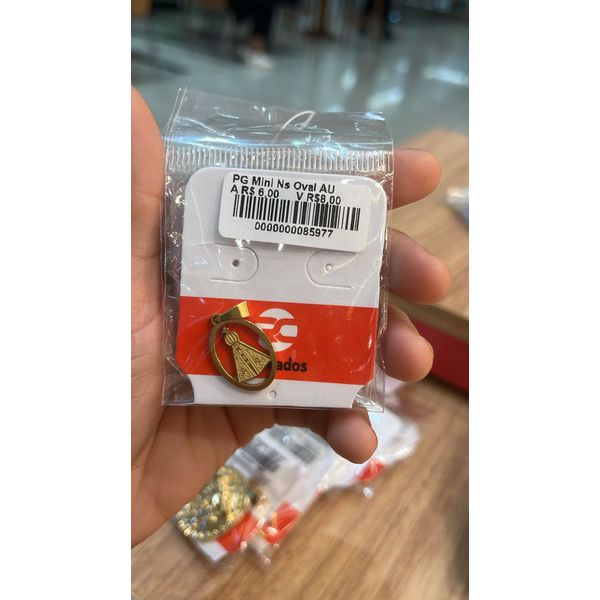 PG Mini Ns Oval AU
A R$ 6,00 V R$8,00
0000000085977
ados